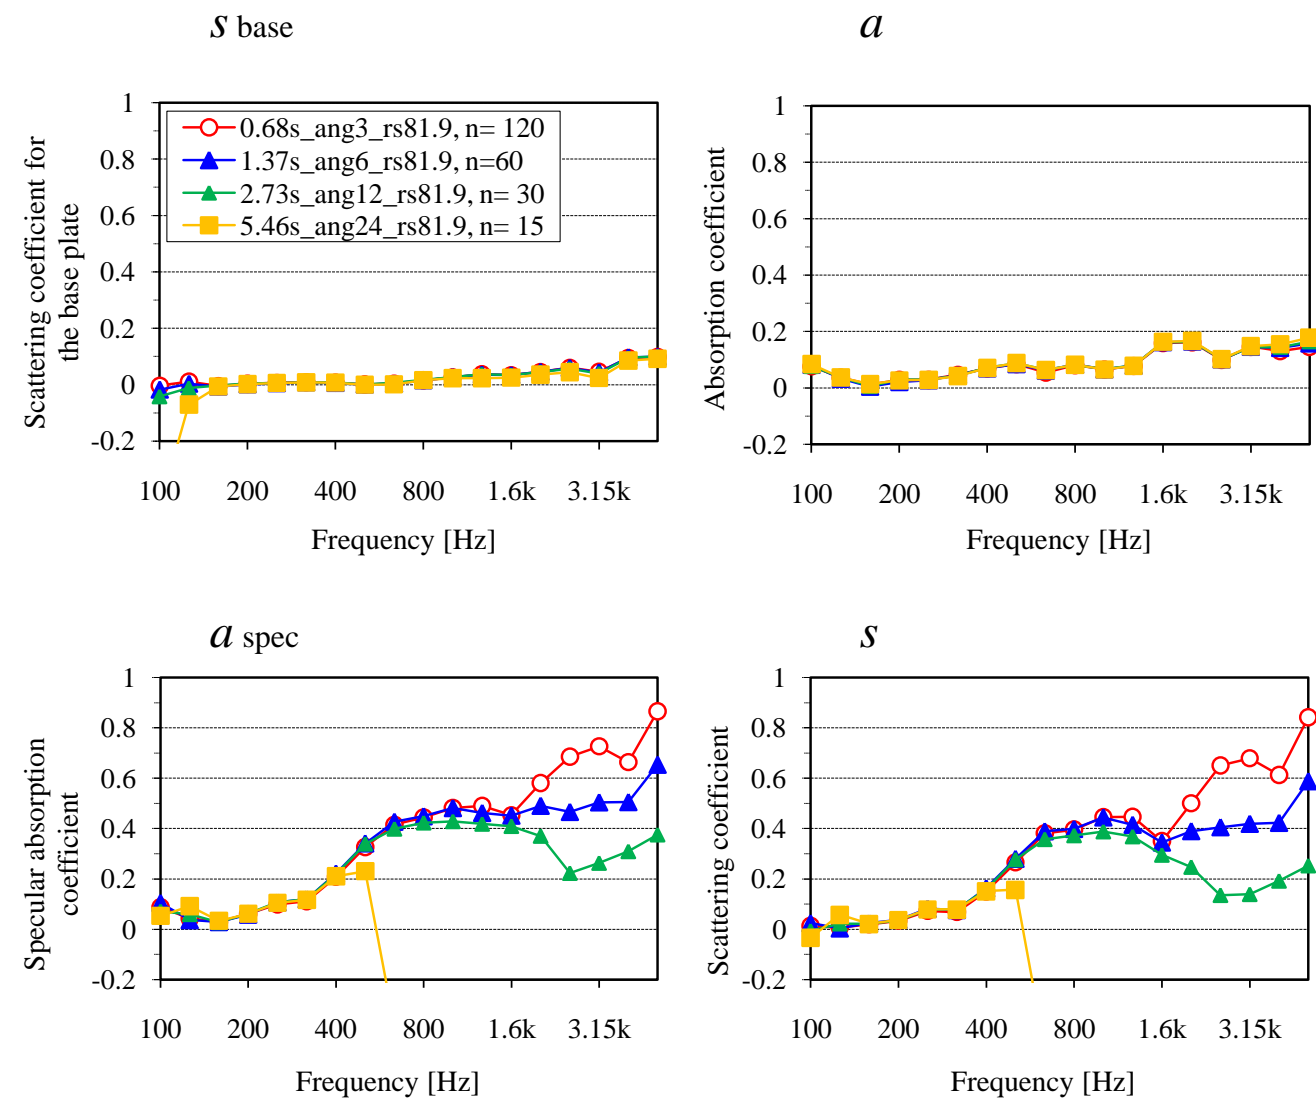 s base
a
Scattering coefficient for
the base plate
1
0.8
0.6
0.4
0.2
0
-0.2
0.68s_ang3_rs81.9, n= 120
1.37s_ang6_rs81.9, n=60
2.73s_ang12_rs81.9, n= 30
5.46s_ang24_rs81.9, n= 15
100 200 400 800 1.6k 3.15k
Frequency [Hz]
Absorption coefficient
1
0.8
0.6
0.4
0.2
0
-0.2
100 200 400 800 1.6k 3.15k
Frequency [Hz]
a spec
s
Specular absorption
coefficient
1
0.8
0.6
0.4
0.2
0
-0.2
100 200 400 800 1.6k 3.15k
Frequency [Hz]
Scattering coefficient
1
0.8
0.6
0.4
0.2
0
-0.2
100 200 400 800 1.6k 3.15k
Frequency [Hz]